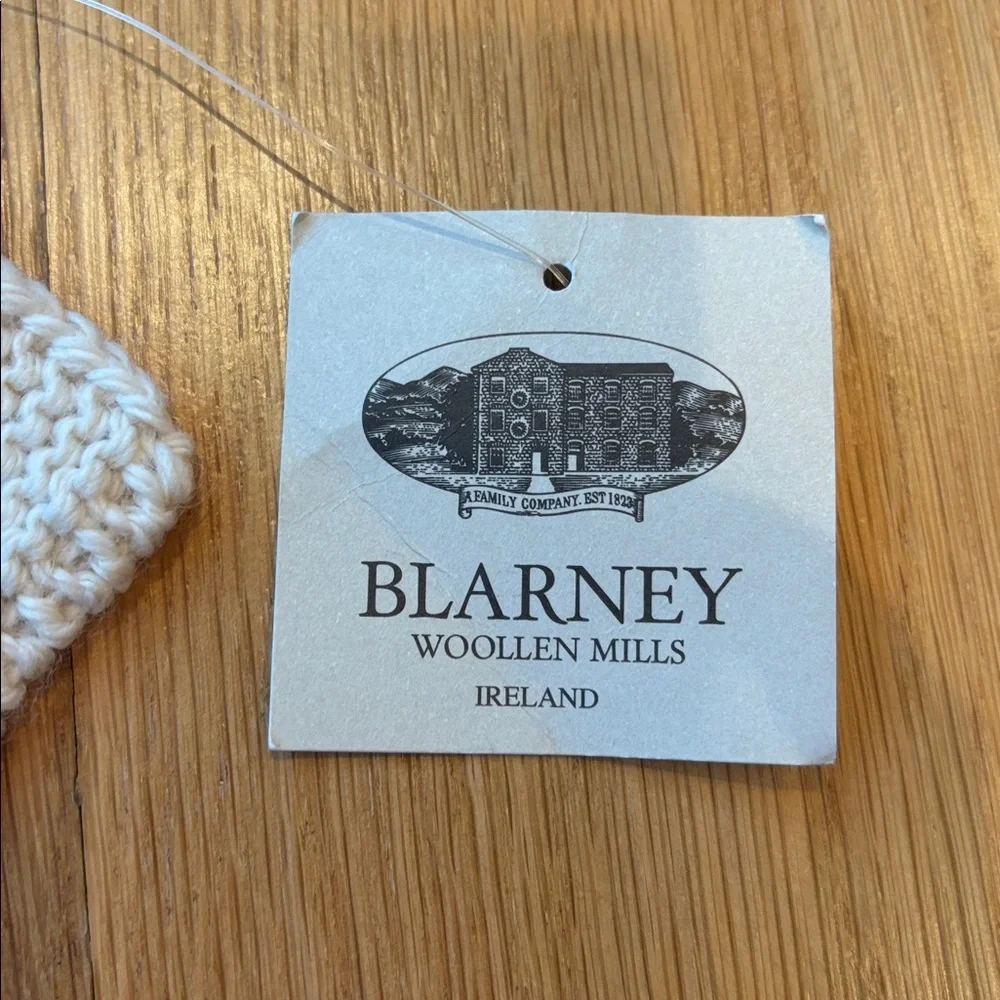 A FAMILY COMPANY. EST 1823
BLARNEY
WOOLLEN MILLS
IRELAND